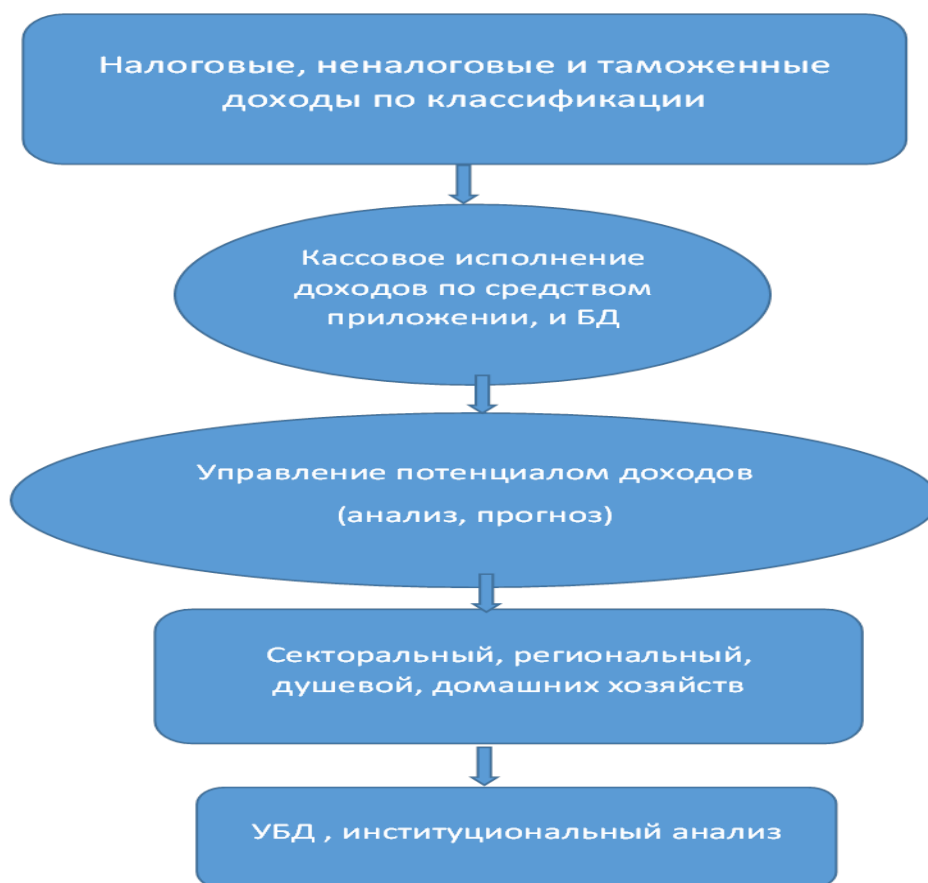 Налоговые, неналоговые и таможенные
доходы по классификации
Кассовое исполнение
доходов по средством
приложении, и БД
Управление потенциалом доходов
(анализ, прогноз)
Секторальный, региональный,
душевой, домашних хозяйств
УБД , институциональный анализ